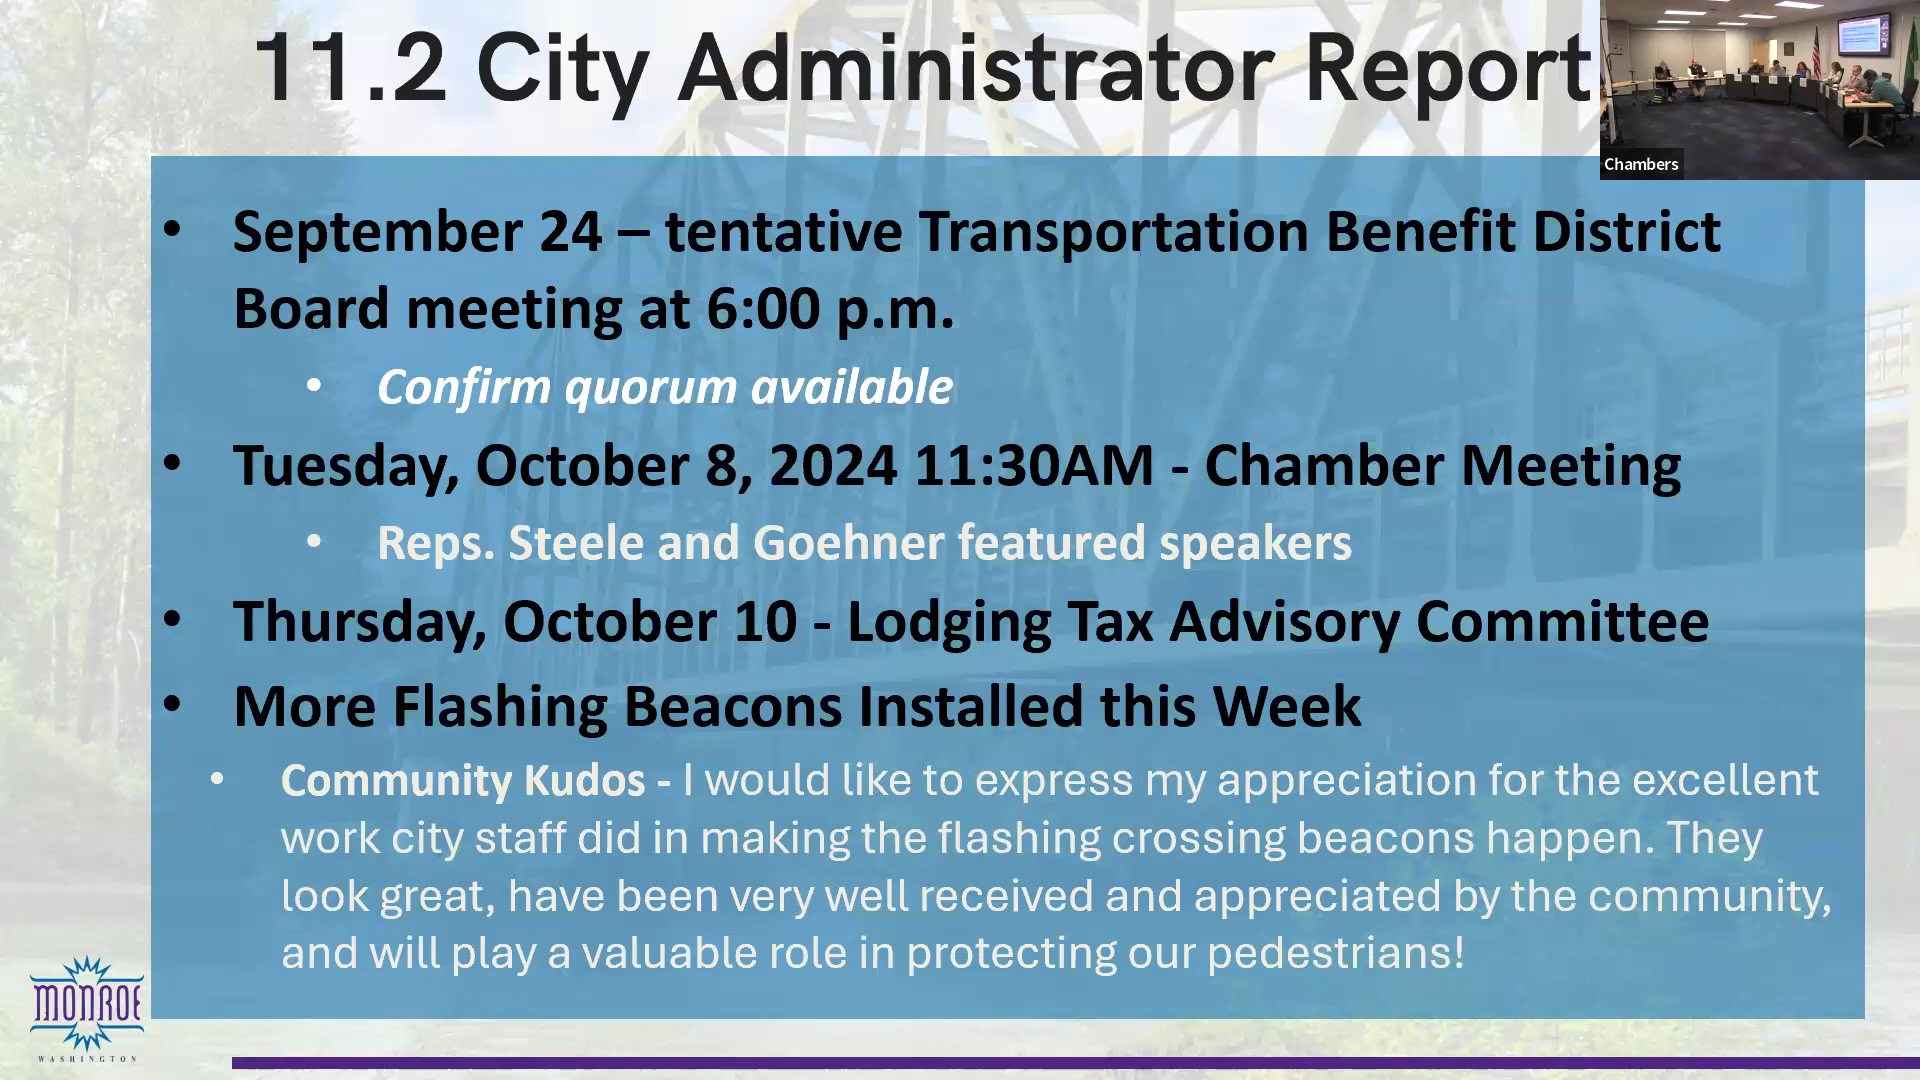 11.2 City Administrator Report
Chambers
• September 24 – tentative Transportation Benefit District
Board meeting at 6:00 p.m.
• Confirm quorum available
• Tuesday, October 8, 2024 11:30AM - Chamber Meeting
• Reps. Steele and Goehner featured speakers
• Thursday, October 10 - Lodging Tax Advisory Committee
• More Flashing Beacons Installed this Week
• Community Kudos - I would like to express my appreciation for the excellent
work city staff did in making the flashing crossing beacons happen. They
look great, have been very well received and appreciated by the community,
and will play a valuable role in protecting our pedestrians!
MONROE
WASHINGTON